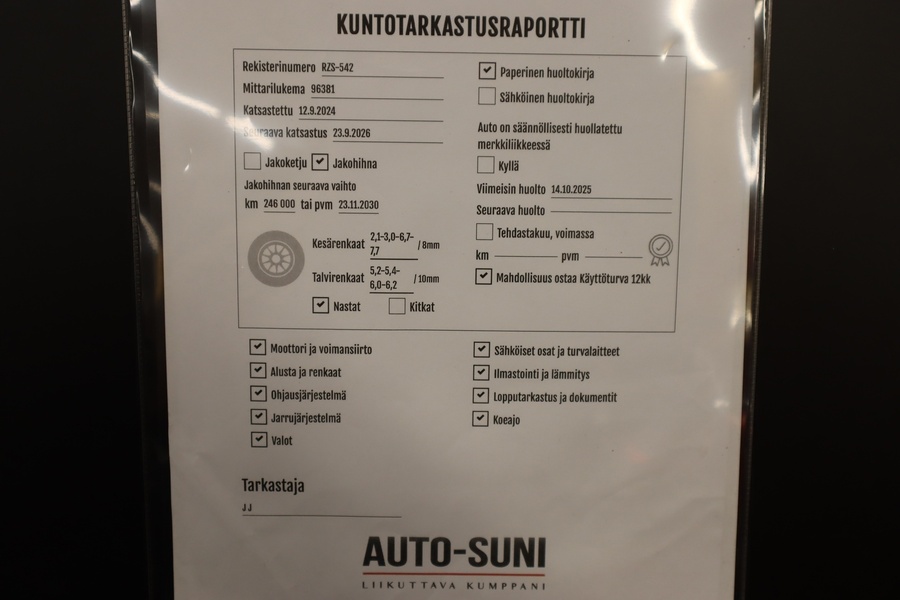 KUNTOTARKASTUSRAPORTTI
Rekisterinumero RZS-542
Mittarilukema 96381
Katsastettu 12.9.2024
Seuraava katsastus 23.9.2026
Jakoketju Jakohihna
Jakohihnan seuraava vaihto
km 246 000 tai pvm 23.11.2030
Kesärenkaat 2,1-3,0-6,7-
7,7 / 8mm
Talvirenkaat 5,2-5,4-
6,0-6,2 / 10mm
Nastat Kitkat
Paperinen huoltokirja
Sähköinen huoltokirja
Auto on säännöllisesti huollatettu
merkkiliikkeessä
Kyllä
Viimeisin huolto 14.10.2025
Seuraava huolto
Tehdastakuu, voimassa
km pvm
Mahdollisuus ostaa Käyttöturva 12kk
Moottori ja voimansiirto
Alusta ja renkaat
Ohjausjärjestelmä
Jarrujärjestelmä
Valot
Sähköiset osat ja turvalaitteet
Ilmastointi ja lämmitys
Lopputarkastus ja dokumentit
Koeajo
Tarkastaja
JJ
AUTO-SUNI
LIIKUTTAVA KUMPPANI